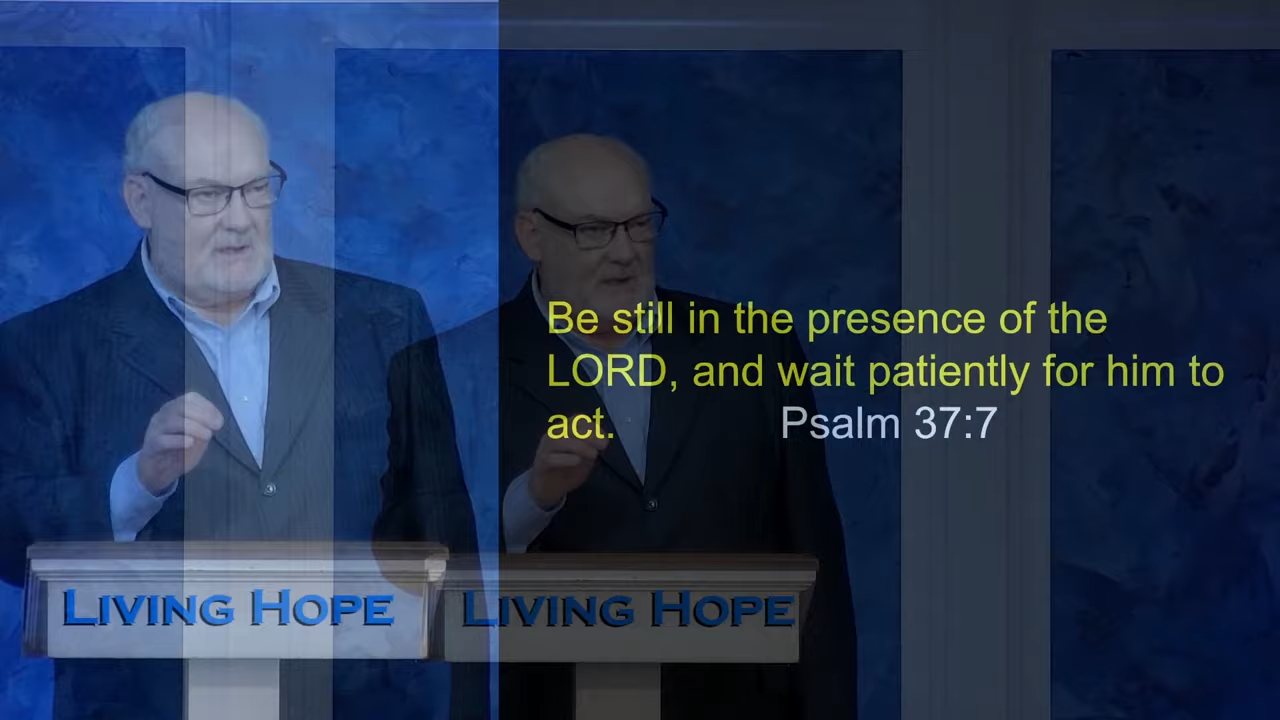 Be still in the presence of the
LORD, and wait patiently for him to
act. Psalm 37:7
LIVING HOPE LIVING HOPE